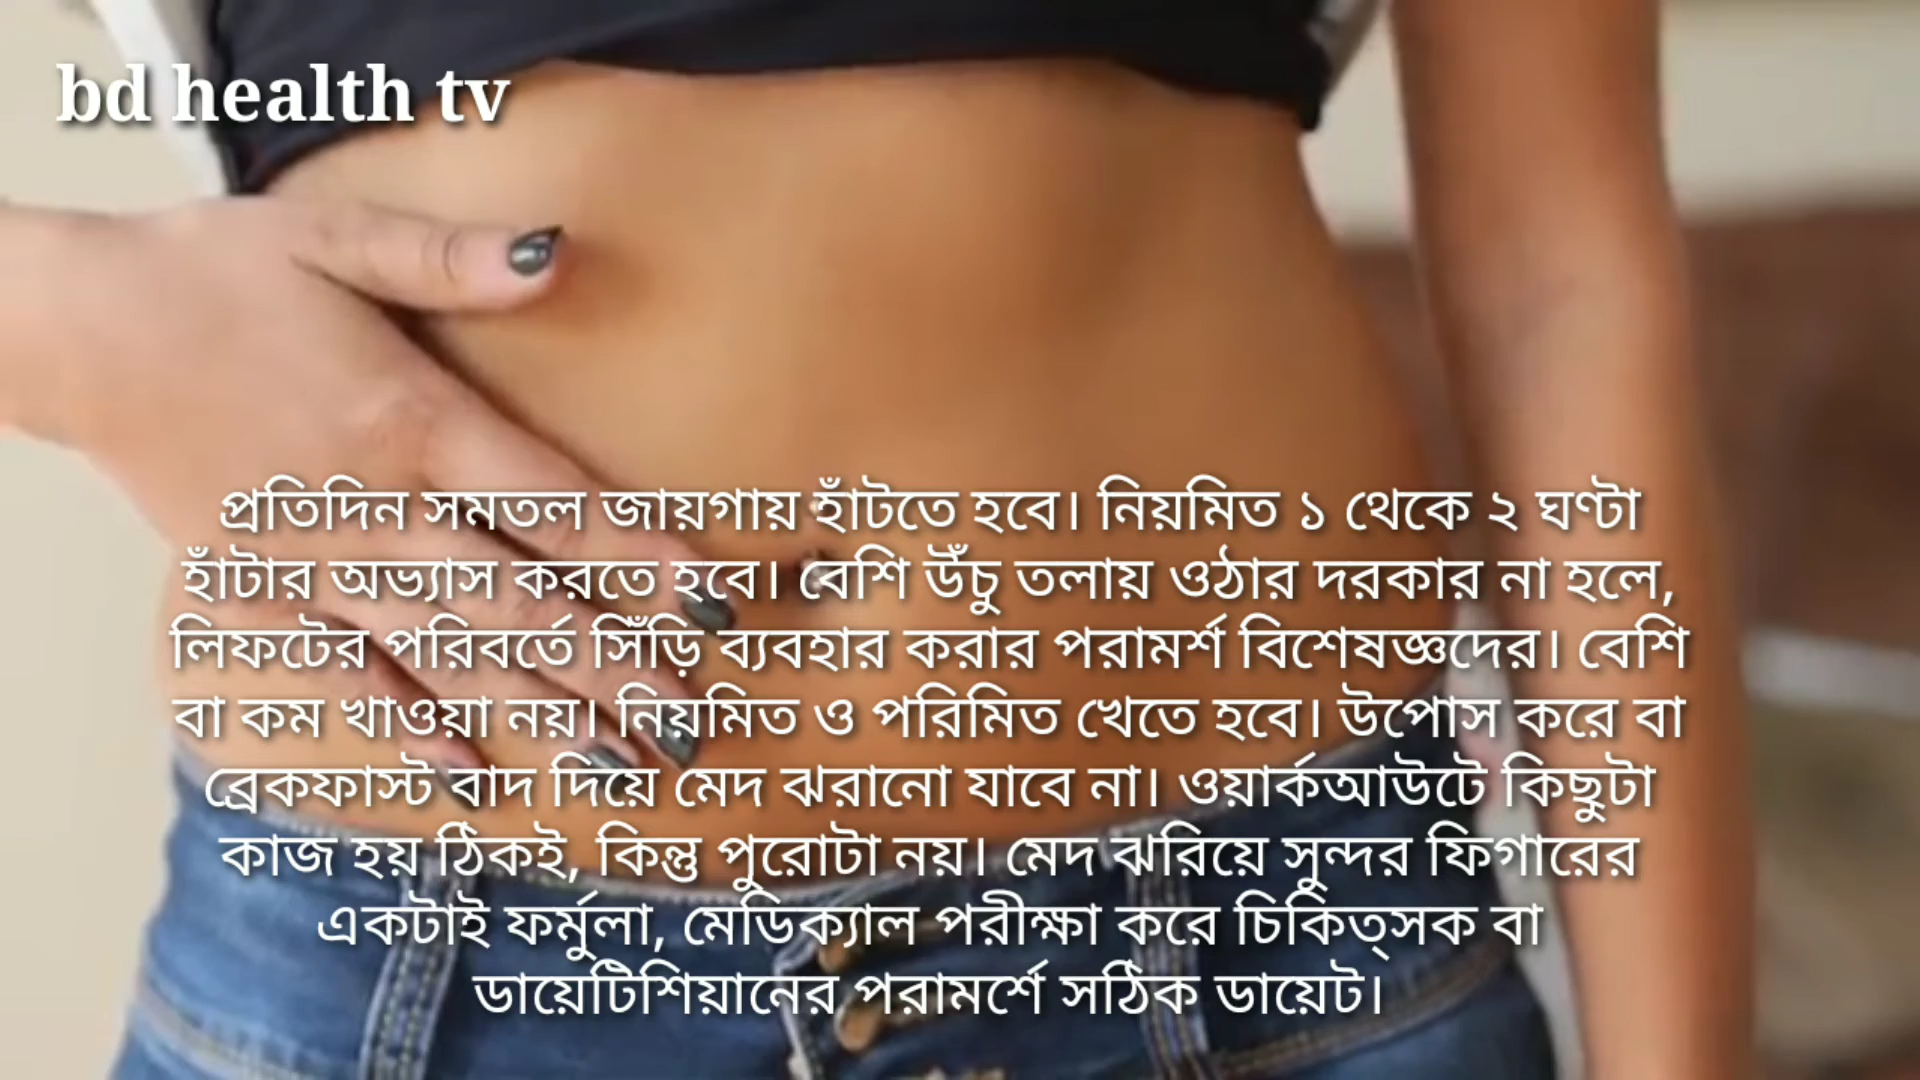 bd health tv
প্রতিদিন সমতল জায়গায় হাঁটতে হবে। নিয়মিত ১ থেকে ২ ঘণ্টা
হাঁটার অভ্যাস করতে হবে। বেশি উঁচু তলায় ওঠার দরকার না হলে,
লিফটের পরিবর্তে সিঁড়ি ব্যবহার করার পরামর্শ বিশেষজ্ঞদের। বেশি
বা কম খাওয়া নয়। নিয়মিত ও পরিমিত খেতে হবে। উপোস করে বা
ব্রেকফাস্ট বাদ দিয়ে মেদ ঝরানো যাবে না। ওয়ার্কআউটে কিছুটা
কাজ হয় ঠিকই, কিন্তু পুরোটা নয়। মেদ ঝরিয়ে সুন্দর ফিগারের
একটাই ফর্মুলা, মেডিক্যাল পরীক্ষা করে চিকিত্সক বা
ডায়েটিশিয়ানের পরামর্শে সঠিক ডায়েট।